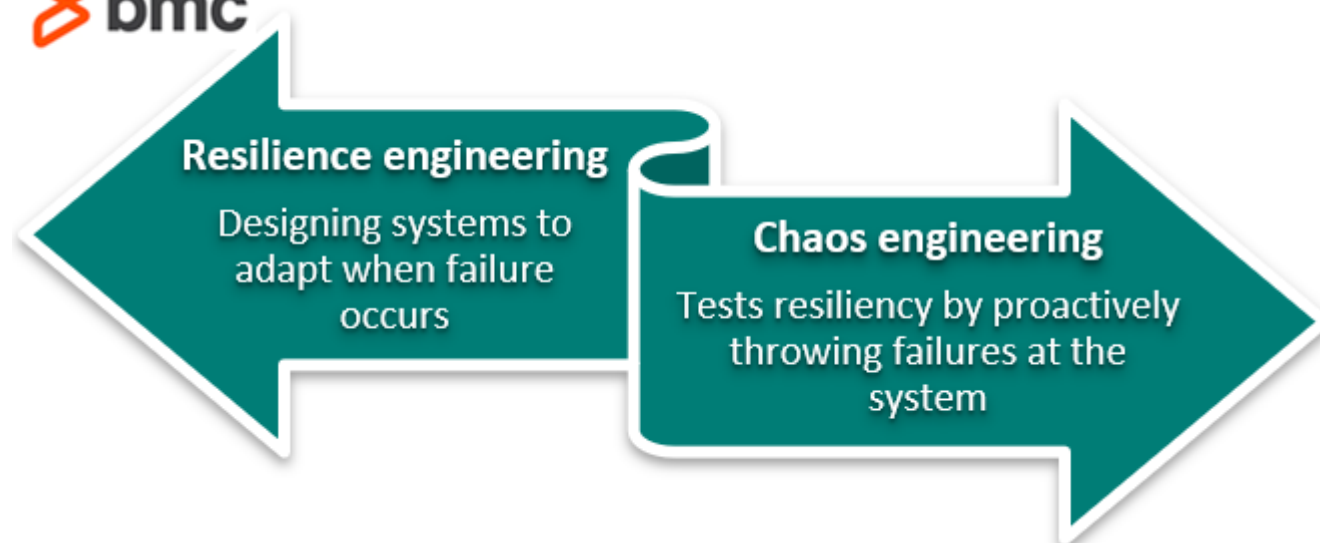 bmc
Resilience engineering
Designing systems to
adapt when failure
occurs
Chaos engineering
Tests resiliency by proactively
throwing failures at the
system